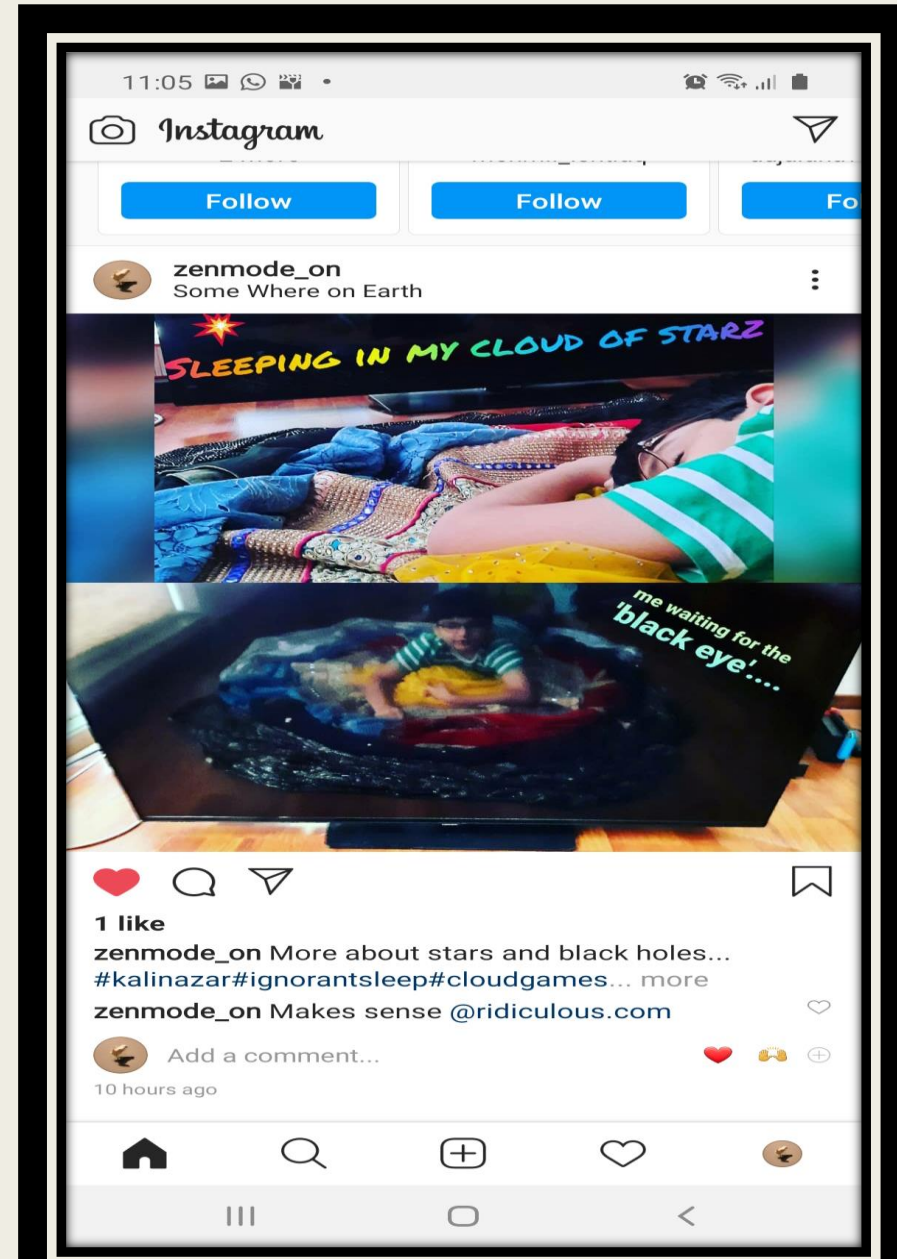 11:05
Instagram
Follow
Follow
Fo
zenmode_on
Some Where on Earth
SLEEPING IN MY CLOUD OF STARZ
me waiting for the
'black eye'....
1 like
zenmode_on More about stars and black holes...
#kalinazar#ignorantsleep#cloudgames... more
zenmode_on Makes sense @ridiculous.com
Add a comment...
10 hours ago